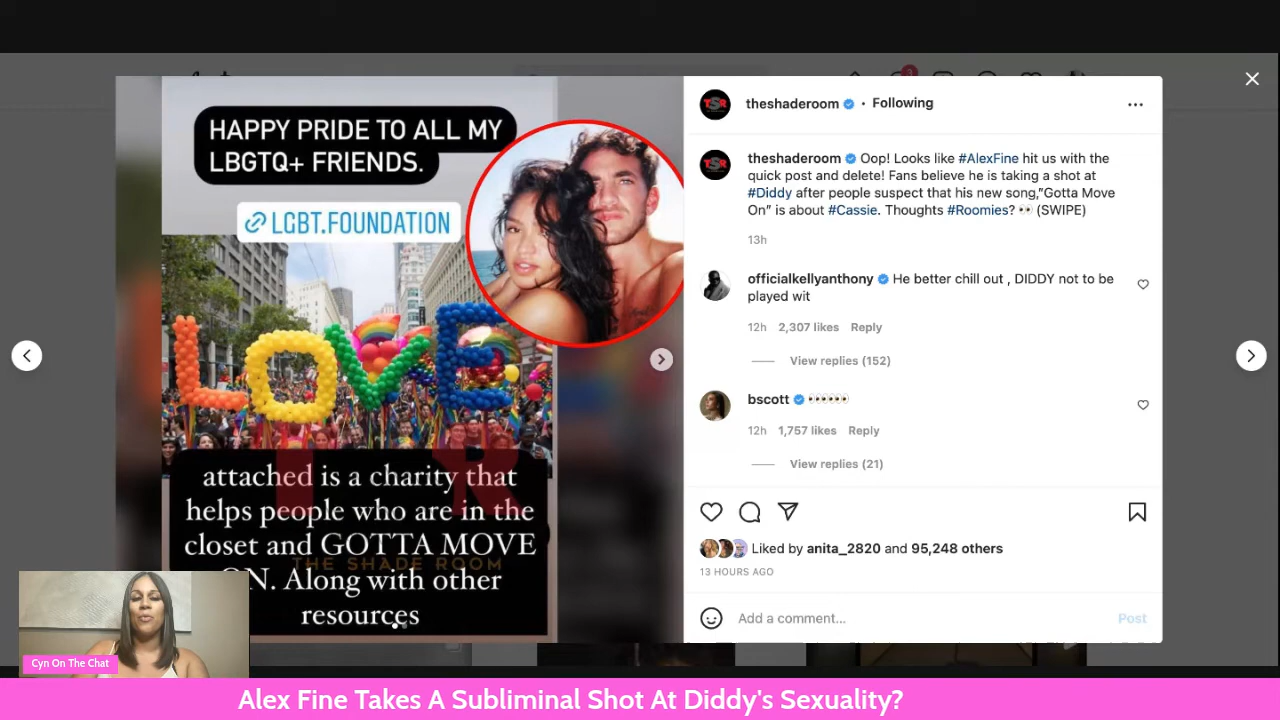 HAPPY PRIDE TO ALL MY
LBGTQ+ FRIENDS.
LGBT.FOUNDATION
LOVE
attached is a charity that
helps people who are in the
closet and GOTTA MOVE
ON. Along with other
resources
THE SHADE ROOM
TSR
theshaderoom • Following
TSR
theshaderoom Oop! Looks like #AlexFine hit us with the
quick post and delete! Fans believe he is taking a shot at
#Diddy after people suspect that his new song,"Gotta Move
On" is about #Cassie. Thoughts #Roomies? 👀 (SWIPE)
13h
officialkellyanthony He better chill out , DIDDY not to be
played wit
12h 2,307 likes Reply
View replies (152)
bscott 👀👀👀👀👀
12h 1,757 likes Reply
View replies (21)
Liked by anita_2820 and 95,248 others
13 HOURS AGO
Add a comment... Post
Cyn On The Chat
Alex Fine Takes A Subliminal Shot At Diddy's Sexuality?